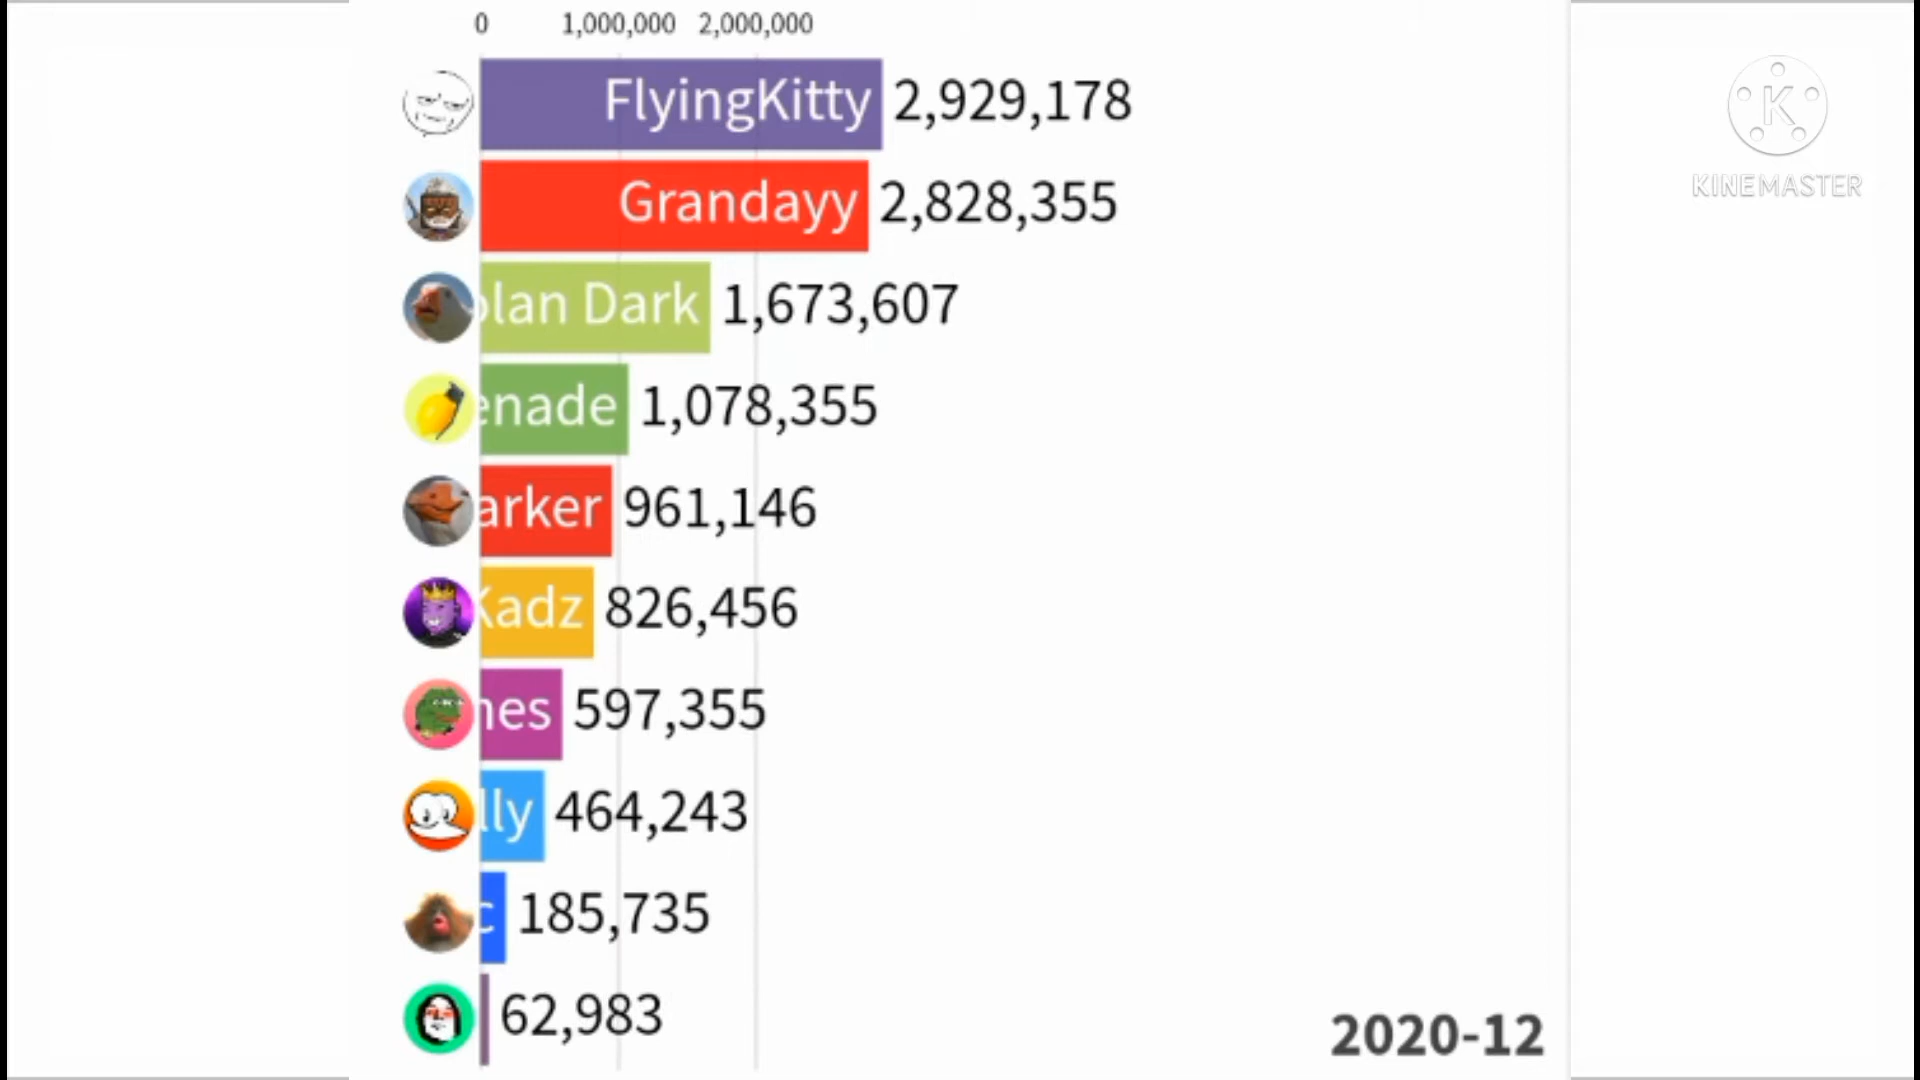 0 1,000,000 2,000,000
FlyingKitty 2,929,178
Grandayy 2,828,355
olan Dark 1,673,607
enade 1,078,355
arker 961,146
Kadz 826,456
nes 597,355
lly 464,243
c 185,735
62,983
2020-12
K
KINEMASTER